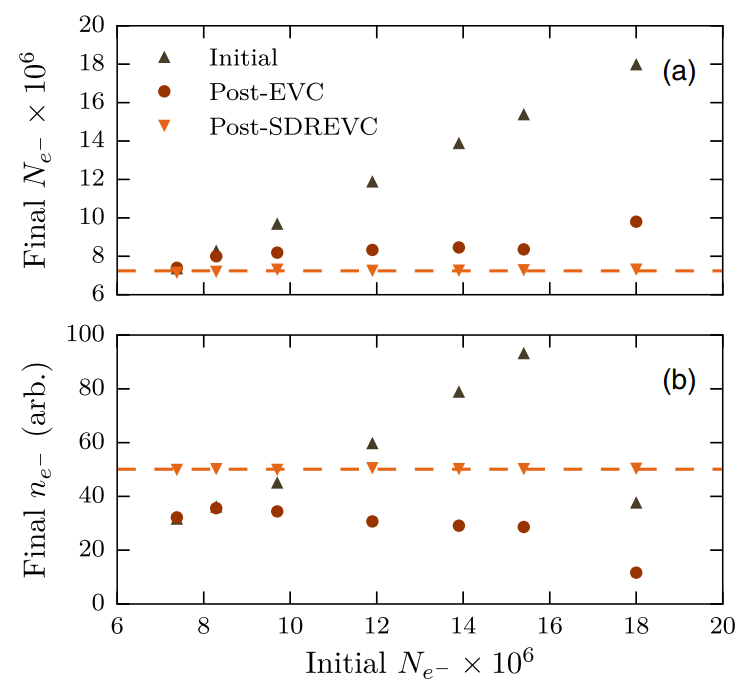 20
18
16
14
12
10
8
6
Final $N_{e^-} \times 10^6$
Initial
Post-EVC
Post-SDREVC
(a)
100
80
60
40
20
0
Final $n_{e^-}$ (arb.)
(b)
6 8 10 12 14 16 18 20
Initial $N_{e^-} \times 10^6$